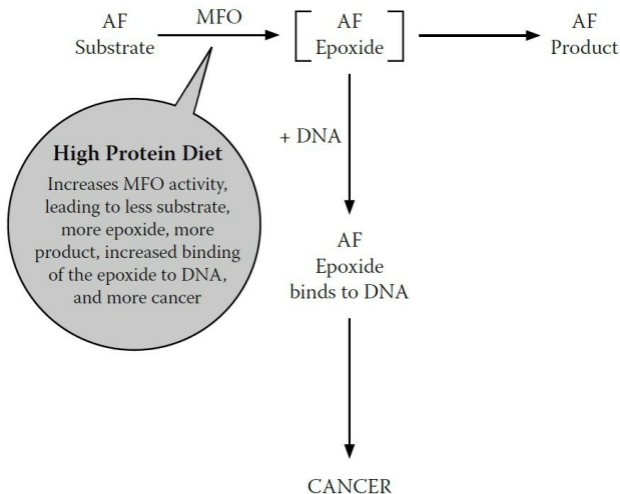 AF
Substrate
MFO
AF
Epoxide
AF
Product
High Protein Diet
Increases MFO activity,
leading to less substrate,
more epoxide, more
product, increased binding
of the epoxide to DNA,
and more cancer
+ DNA
AF
Epoxide
binds to DNA
CANCER